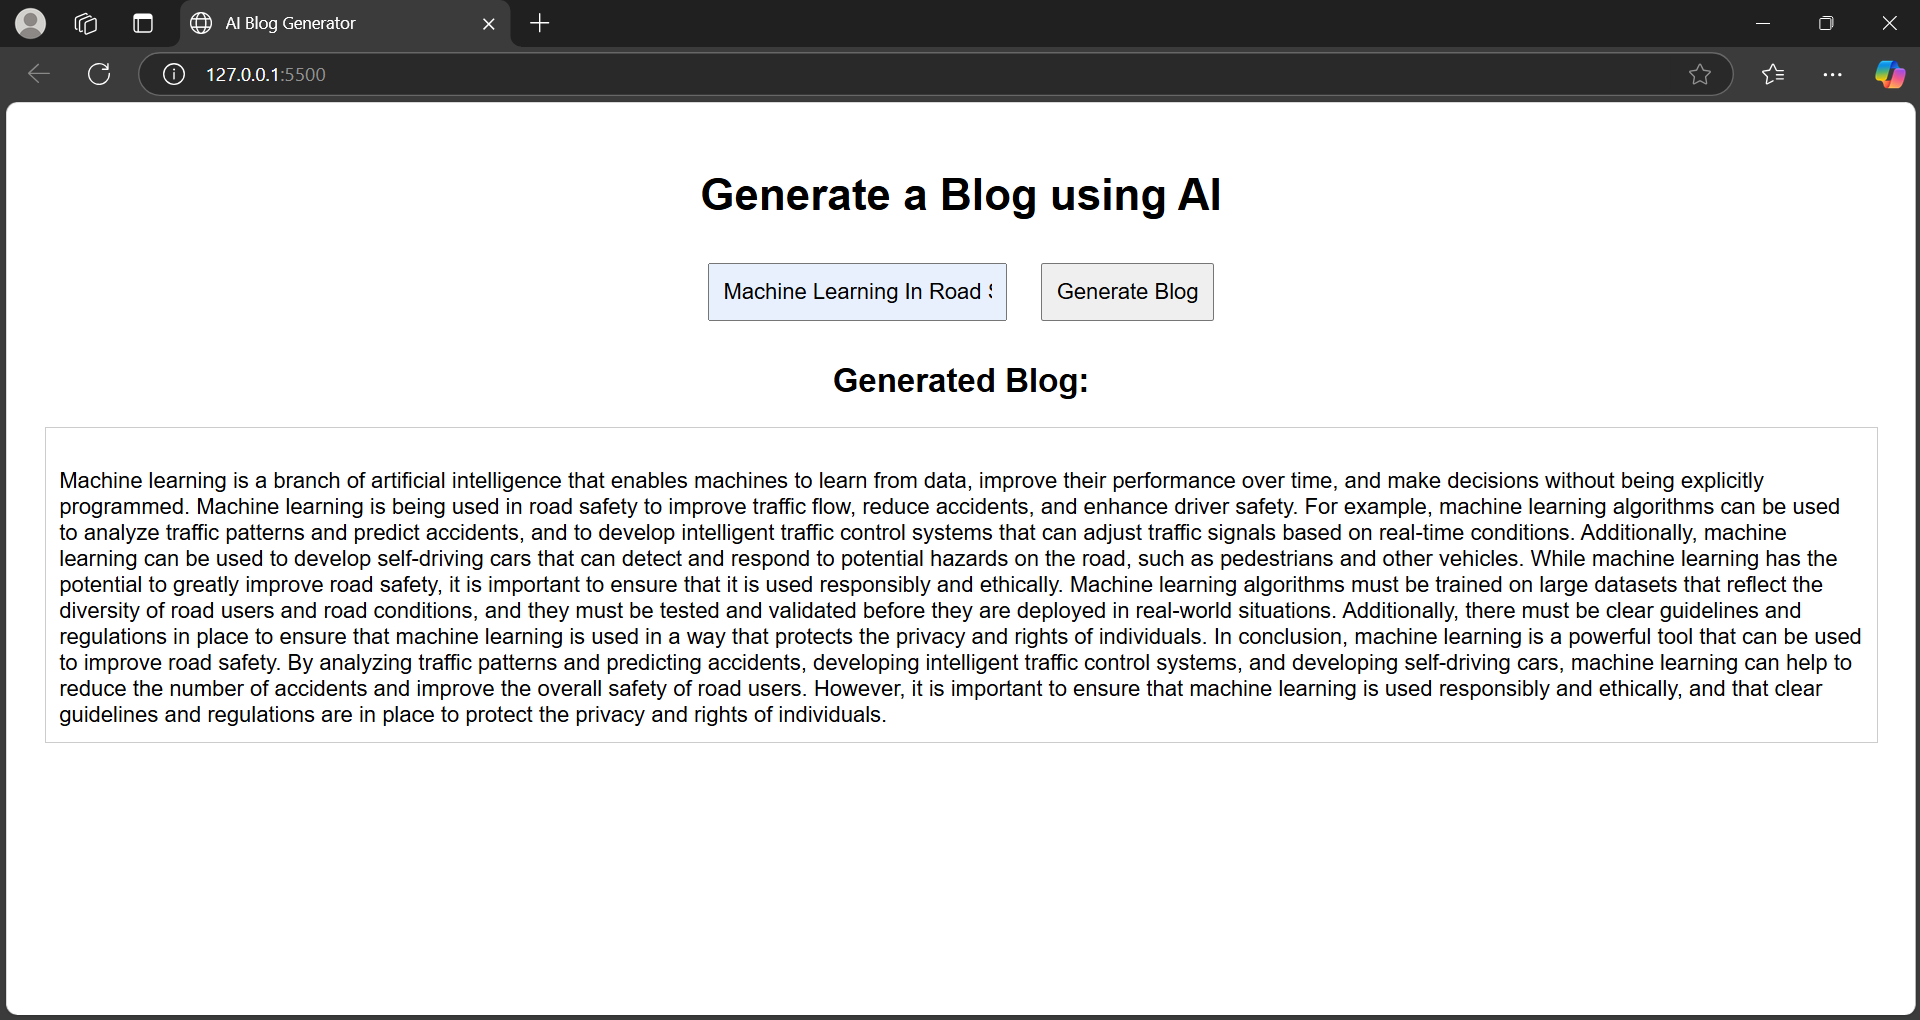 AI Blog Generator
127.0.0.1:5500
Generate a Blog using AI
Machine Learning In Road
Generate Blog
Generated Blog:
Machine learning is a branch of artificial intelligence that enables machines to learn from data, improve their performance over time, and make decisions without being explicitly
programmed. Machine learning is being used in road safety to improve traffic flow, reduce accidents, and enhance driver safety. For example, machine learning algorithms can be used
to analyze traffic patterns and predict accidents, and to develop intelligent traffic control systems that can adjust traffic signals based on real-time conditions. Additionally, machine
learning can be used to develop self-driving cars that can detect and respond to potential hazards on the road, such as pedestrians and other vehicles. While machine learning has the
potential to greatly improve road safety, it is important to ensure that it is used responsibly and ethically. Machine learning algorithms must be trained on large datasets that reflect the
diversity of road users and road conditions, and they must be tested and validated before they are deployed in real-world situations. Additionally, there must be clear guidelines and
regulations in place to ensure that machine learning is used in a way that protects the privacy and rights of individuals. In conclusion, machine learning is a powerful tool that can be used
to improve road safety. By analyzing traffic patterns and predicting accidents, developing intelligent traffic control systems, and developing self-driving cars, machine learning can help to
reduce the number of accidents and improve the overall safety of road users. However, it is important to ensure that machine learning is used responsibly and ethically, and that clear
guidelines and regulations are in place to protect the privacy and rights of individuals.